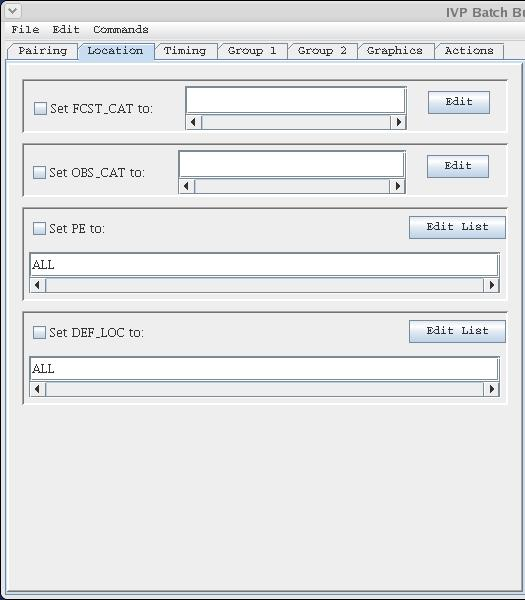 IVP Batch
File Edit Commands
Pairing Location Timing Group 1 Group 2 Graphics Actions
Set FCST_CAT to: Edit
Set OBS_CAT to: Edit
Set PE to: Edit List
ALL
Set DEF_LOC to: Edit List
ALL